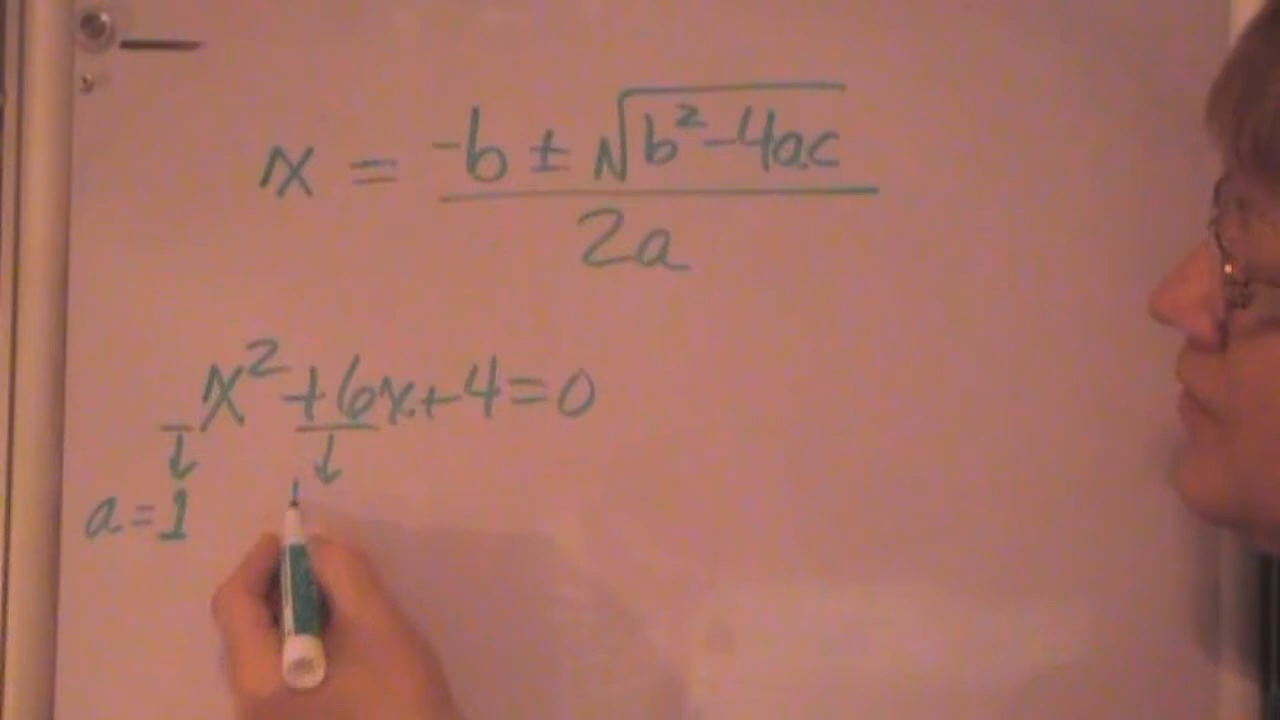 x = -b ± √b²-4ac
2a
x²+6x+4=0
a=1